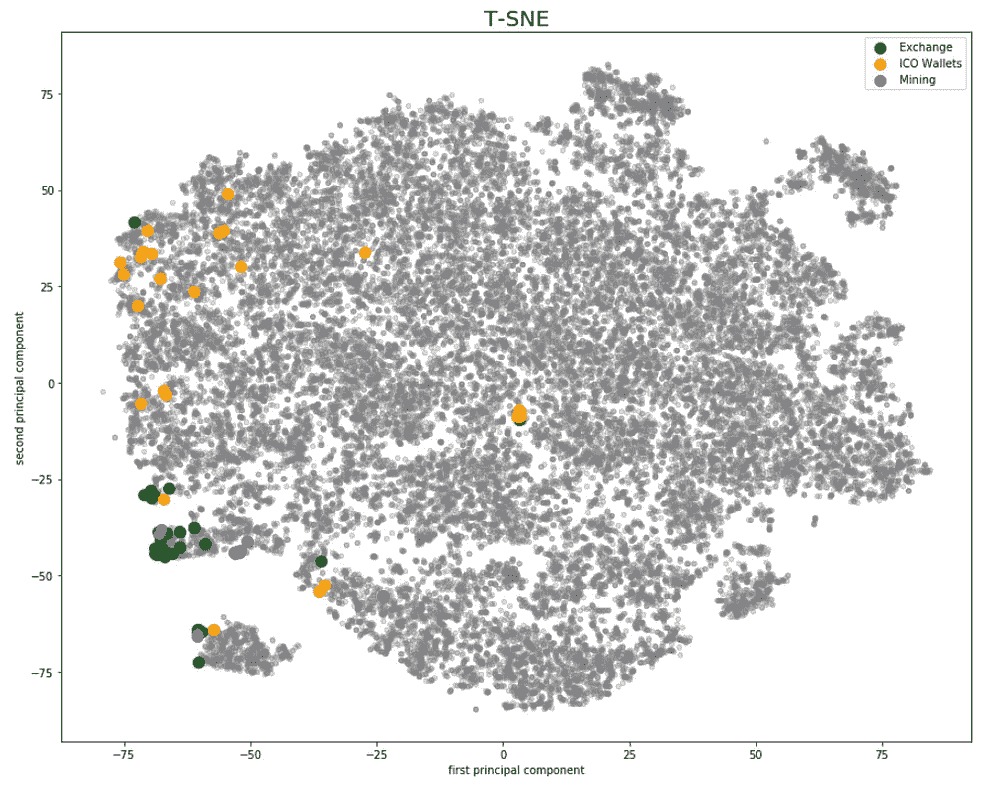 T-SNE
Exchange
ICO Wallets
Mining
75
50
25
0
−25
−50
−75
second principal component
−75
−50
−25
0
25
50
75
first principal component